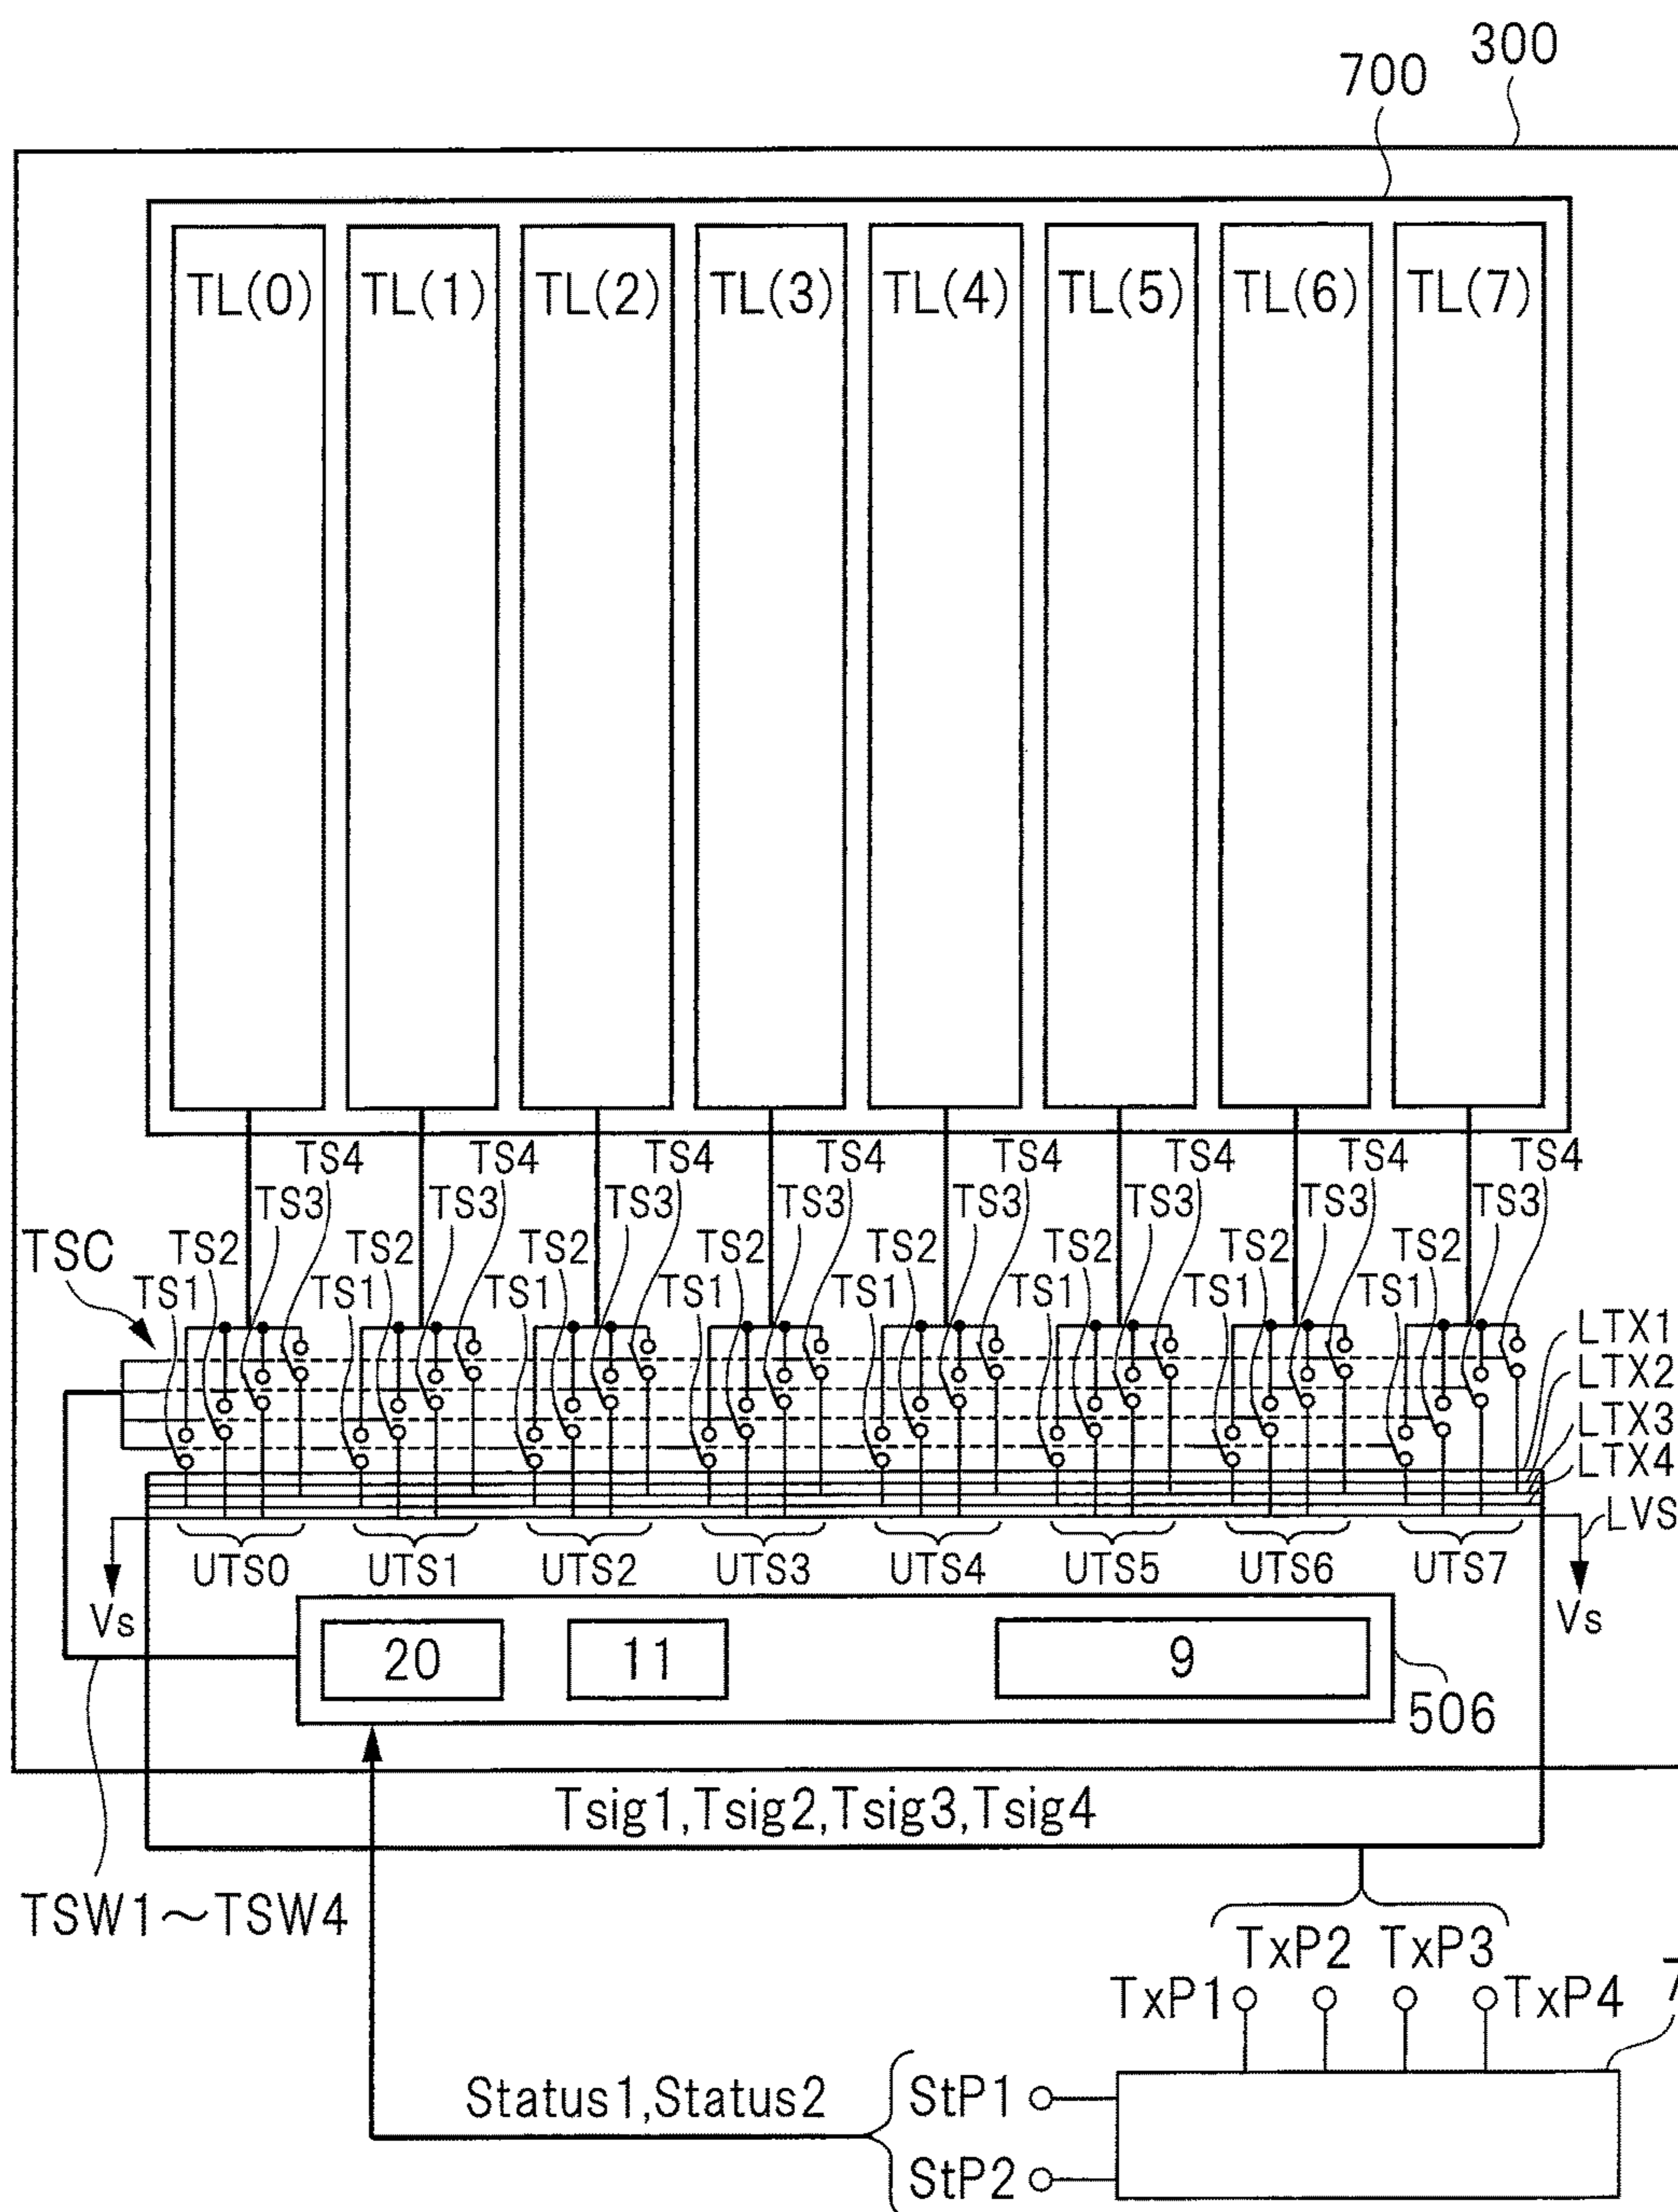 300
700
TL(0) TL(1) TL(2) TL(3) TL(4) TL(5) TL(6) TL(7)
TS4 TS4 TS4 TS4 TS4 TS4 TS4 TS4
TS3 TS3 TS3 TS3 TS3 TS3 TS3 TS3
TSC TS2 TS2 TS2 TS2 TS2 TS2 TS2 TS2
TS1 TS1 TS1 TS1 TS1 TS1 TS1 TS1
LTX1
LTX2
LTX3
LTX4
LVS
UTS0 UTS1 UTS2 UTS3 UTS4 UTS5 UTS6 UTS7
Vs Vs
20 11 9
506
Tsig1,Tsig2,Tsig3,Tsig4
TSW1~TSW4
TxP2 TxP3
TxP1 TxP4 7
Status1,Status2 StP1
StP2